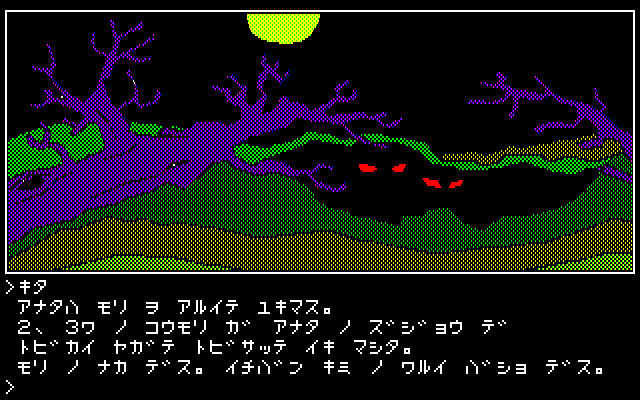 >キタ
アナタハ モリ ヲ アルイテ ユキマス。
2、 3ワ ノ コウモリ ガ アナタ ノ ズジョウ デ
トビカイ ヤガテ トビサッテ イキ マシタ。
モリ ノ ナカ デス。 イチバン キミ ノ ワルイ バショ デス。
>